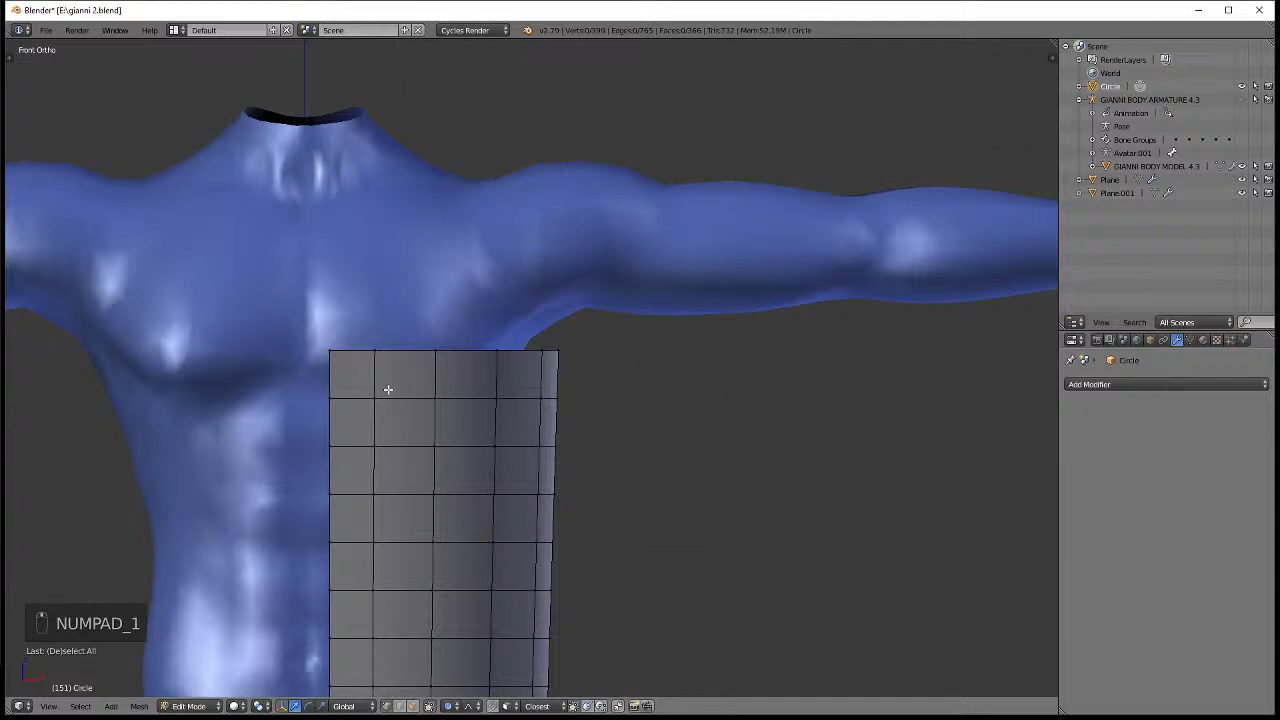 Blender* [E:\gianni 2.blend]
File Render Window Help Default Scene Cycles Render v2.79 | Verts:0/399 | Edges:0/765 | Faces:0/366 | Tris:732 | Mem:52.19M | Circle
Front Ortho
Scene
RenderLayers
World
Circle
GIANNI BODY ARMATURE 4.3
Animation
Pose
Bone Groups
Avatar.001
GIANNI BODY MODEL 4.3
Plane
Plane.001
View Search All Scenes
Circle
Add Modifier
NUMPAD_1
Last: (De)select All
(151) Circle
View Select Add Mesh Edit Mode Global Closest